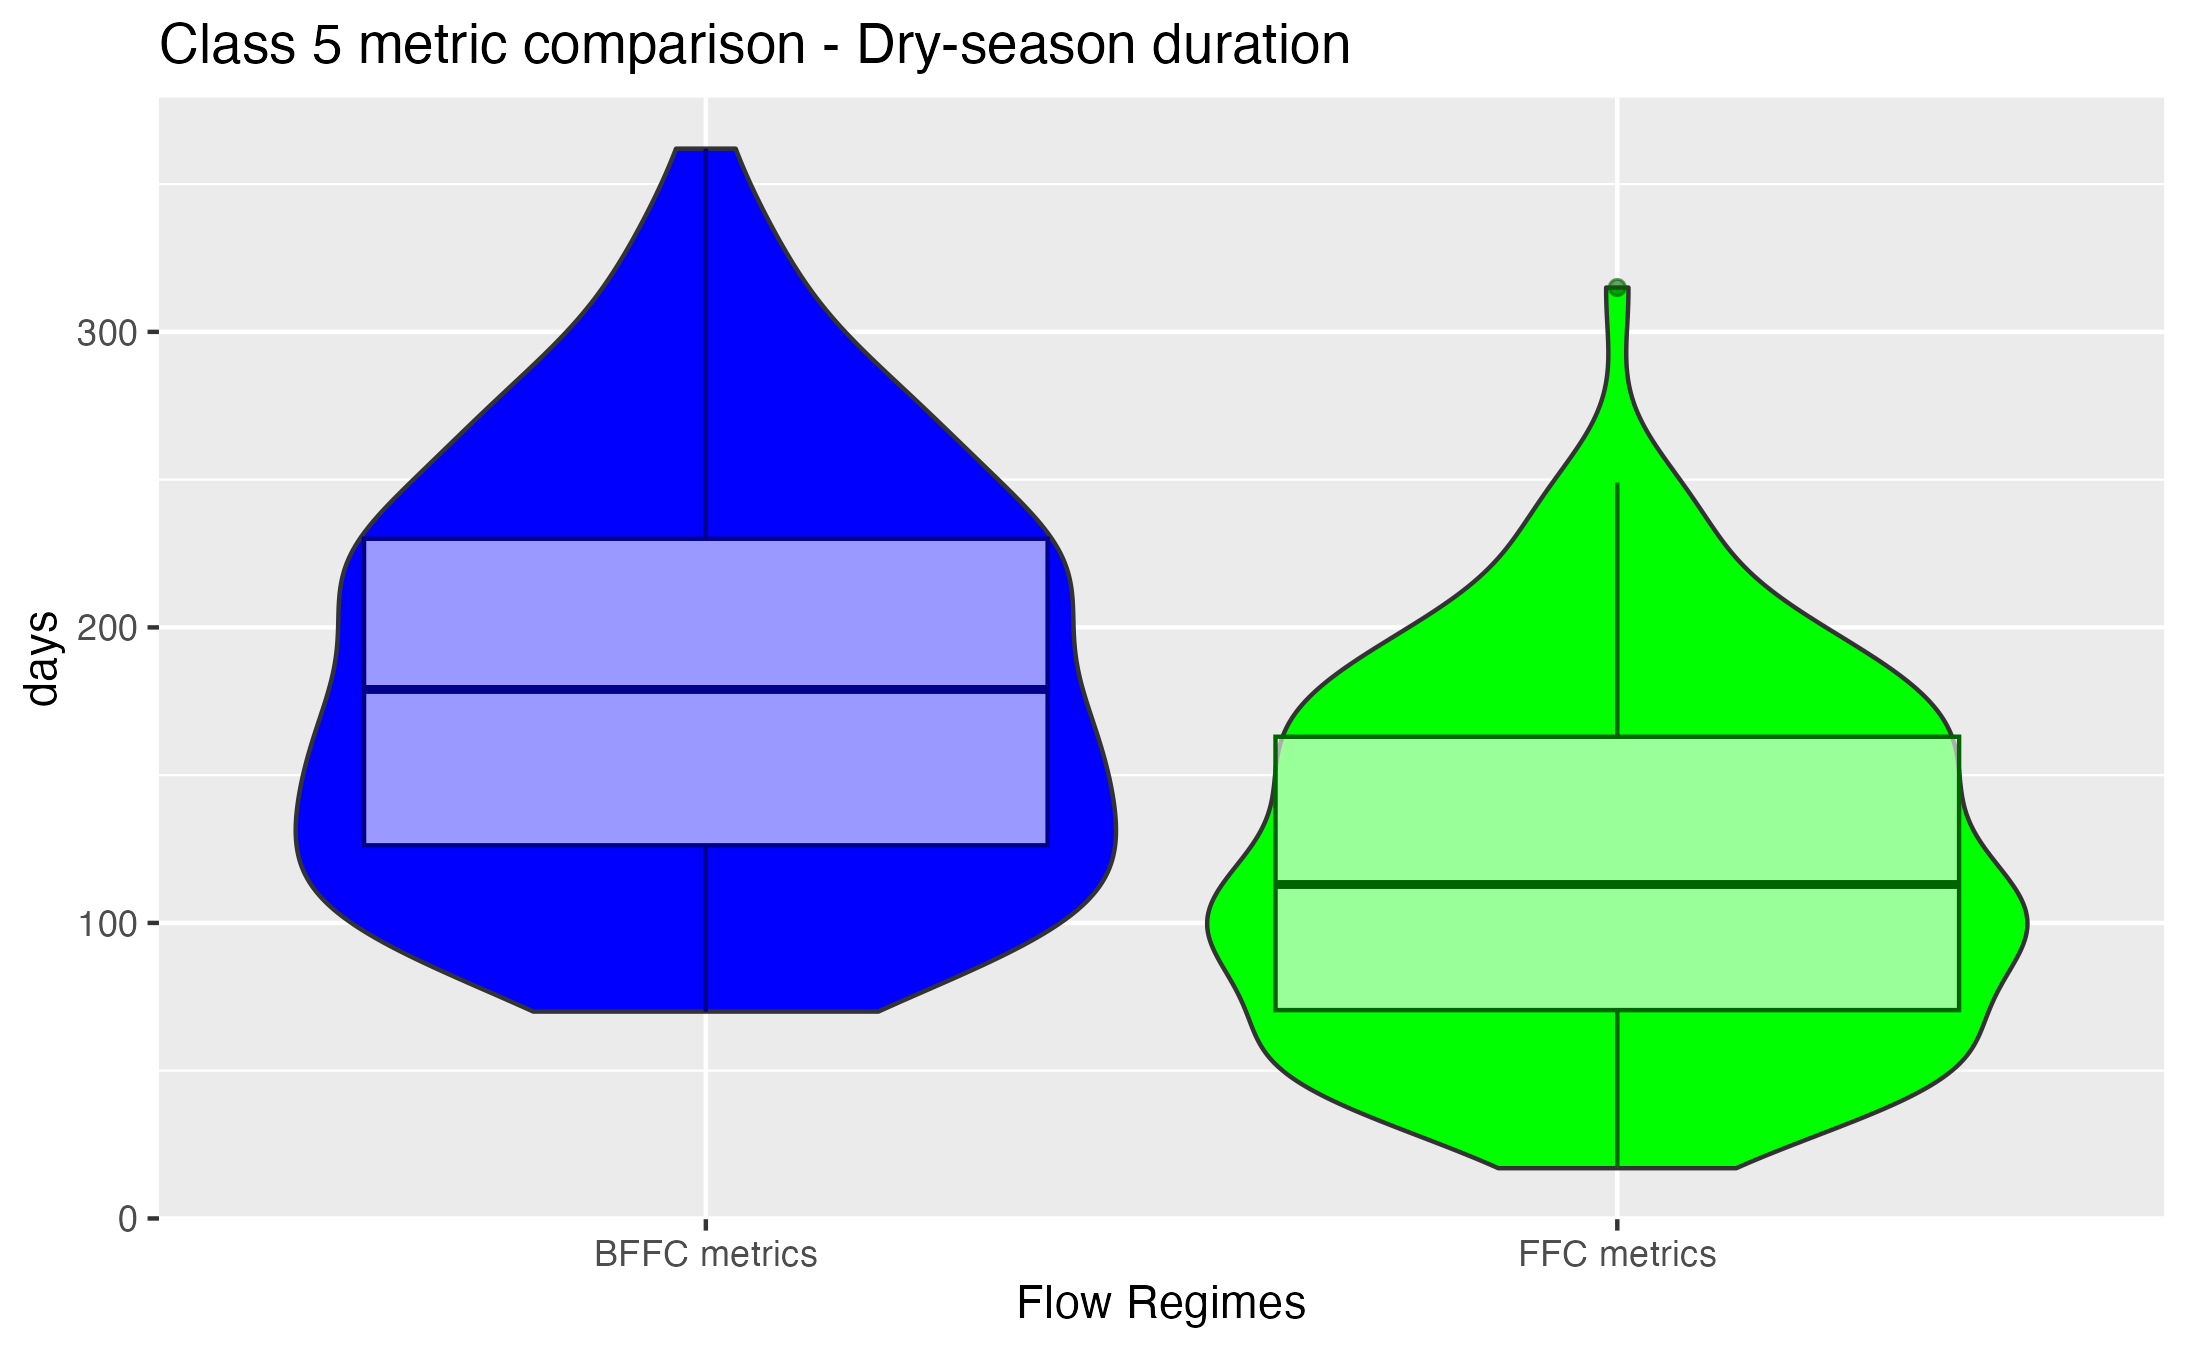 Class 5 metric comparison - Dry-season duration
days
300
200
100
0
BFFC metrics
FFC metrics
Flow Regimes